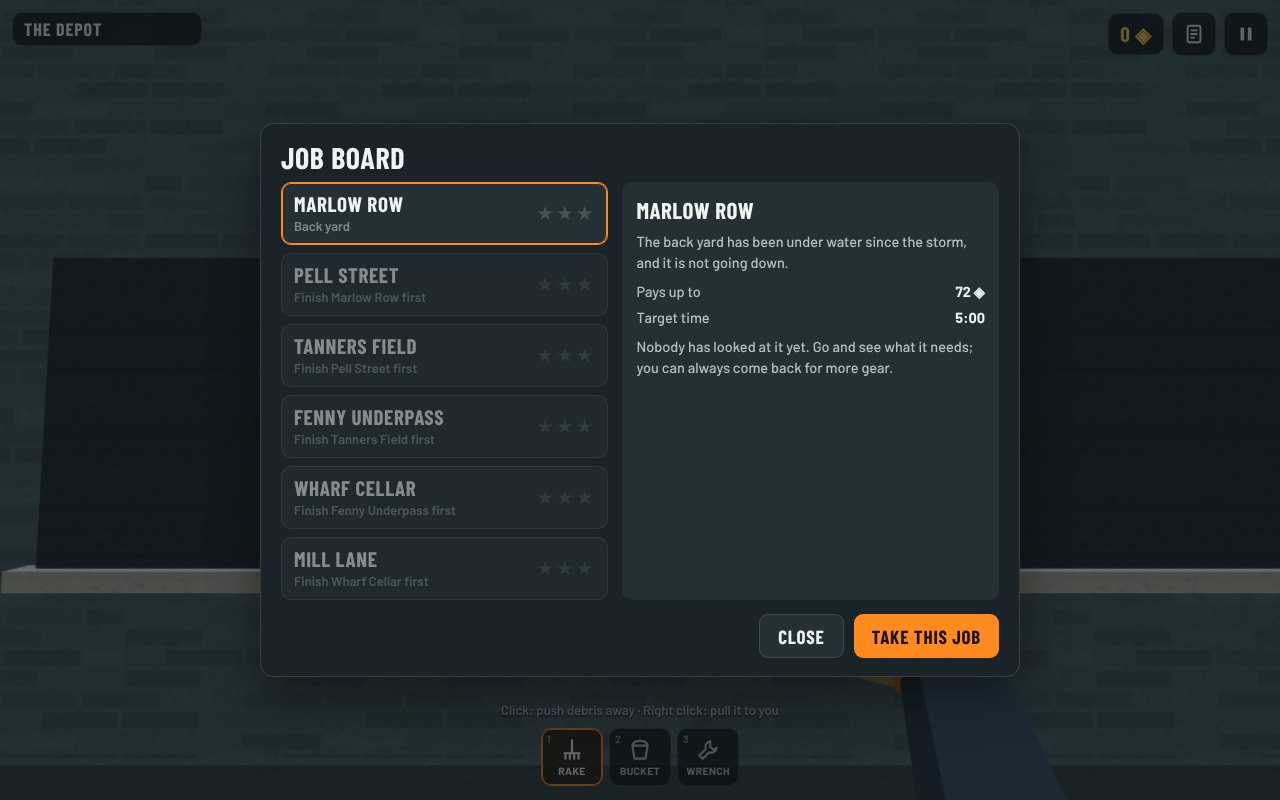 THE DEPOT
0
JOB BOARD
MARLOW ROW
Back yard
PELL STREET
Finish Marlow Row first
TANNERS FIELD
Finish Pell Street first
FENNY UNDERPASS
Finish Tanners Field first
WHARF CELLAR
Finish Fenny Underpass first
MILL LANE
Finish Wharf Cellar first
MARLOW ROW
The back yard has been under water since the storm,
and it is not going down.
Pays up to 72
Target time 5:00
Nobody has looked at it yet. Go and see what it needs;
you can always come back for more gear.
CLOSE
TAKE THIS JOB
Click: push debris away · Right click: pull it to you
1 RAKE
2 BUCKET
3 WRENCH